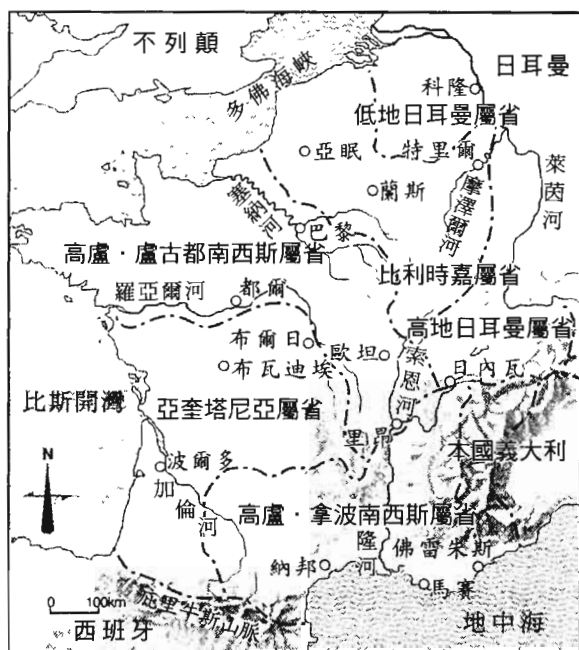 不列顛
日耳曼
多佛海峽
科隆
低地日耳曼屬省
亞眠
特里爾
萊茵河
蘭斯
摩澤爾河
塞納河
巴黎
高盧·盧古都南西斯屬省
比利時嘉屬省
羅亞爾河
都爾
高地日耳曼屬省
布爾日
歐坦
索恩河
日內瓦
布瓦迪埃
比斯開灣
亞奎塔尼亞屬省
里昂
本國義大利
N
波爾多
加倫河
高盧·拿波南西斯屬省
隆河
佛雷朱斯
納邦
馬賽
0 100km
庇里牛斯山脈
西班牙
地中海